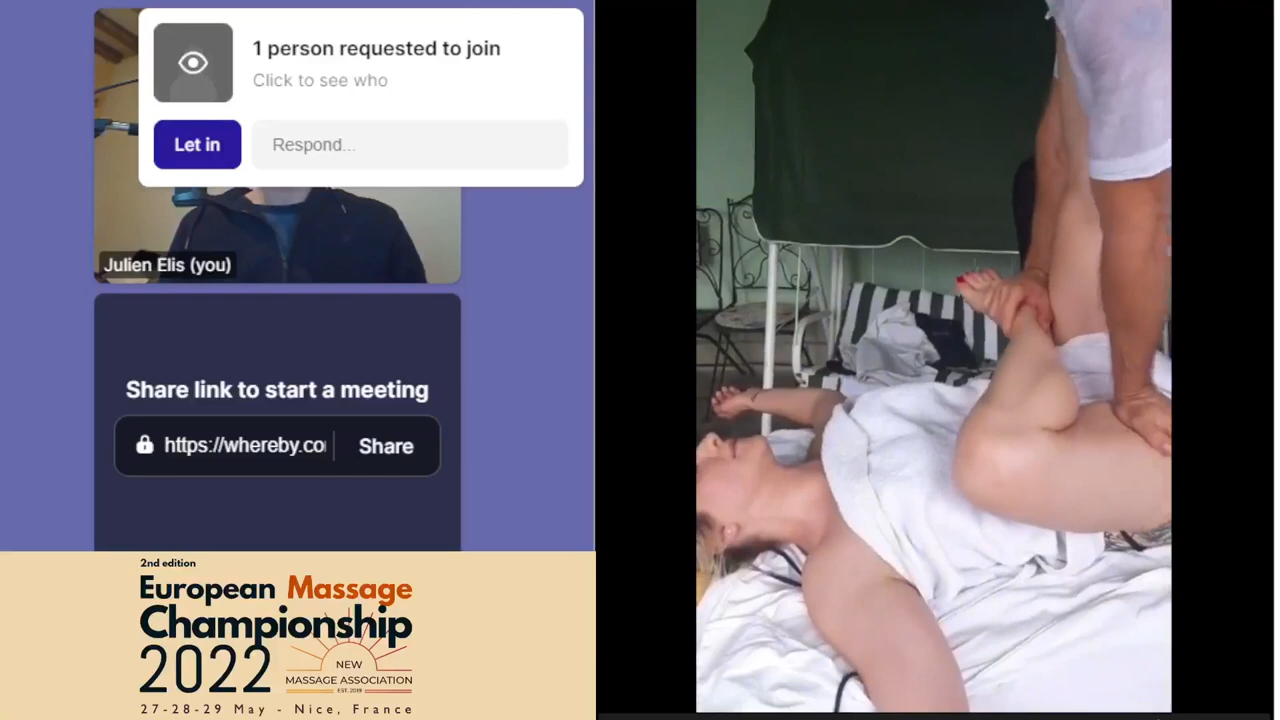 1 person requested to join
Click to see who
Let in
Respond...
Julien Elis (you)
Share link to start a meeting
https://whereby.co
Share
2nd edition
European Massage
Championship
2022
NEW
MASSAGE ASSOCIATION
EST. 2019
27-28-29 May - Nice, France